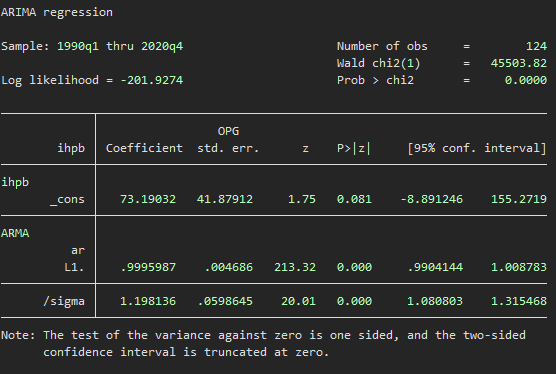 ARIMA regression
Sample: 1990q1 thru 2020q4 Number of obs = 124
Wald chi2(1) = 45503.82
Log likelihood = -201.9274 Prob > chi2 = 0.0000
OPG
ihpb Coefficient std. err. z P>|z| [95% conf. interval]
ihpb
_cons 73.19032 41.87912 1.75 0.081 -8.891246 155.2719
ARMA
ar
L1. .9995987 .004686 213.32 0.000 .9904144 1.008783
/sigma 1.198136 .0598645 20.01 0.000 1.080803 1.315468
Note: The test of the variance against zero is one sided, and the two-sided
confidence interval is truncated at zero.